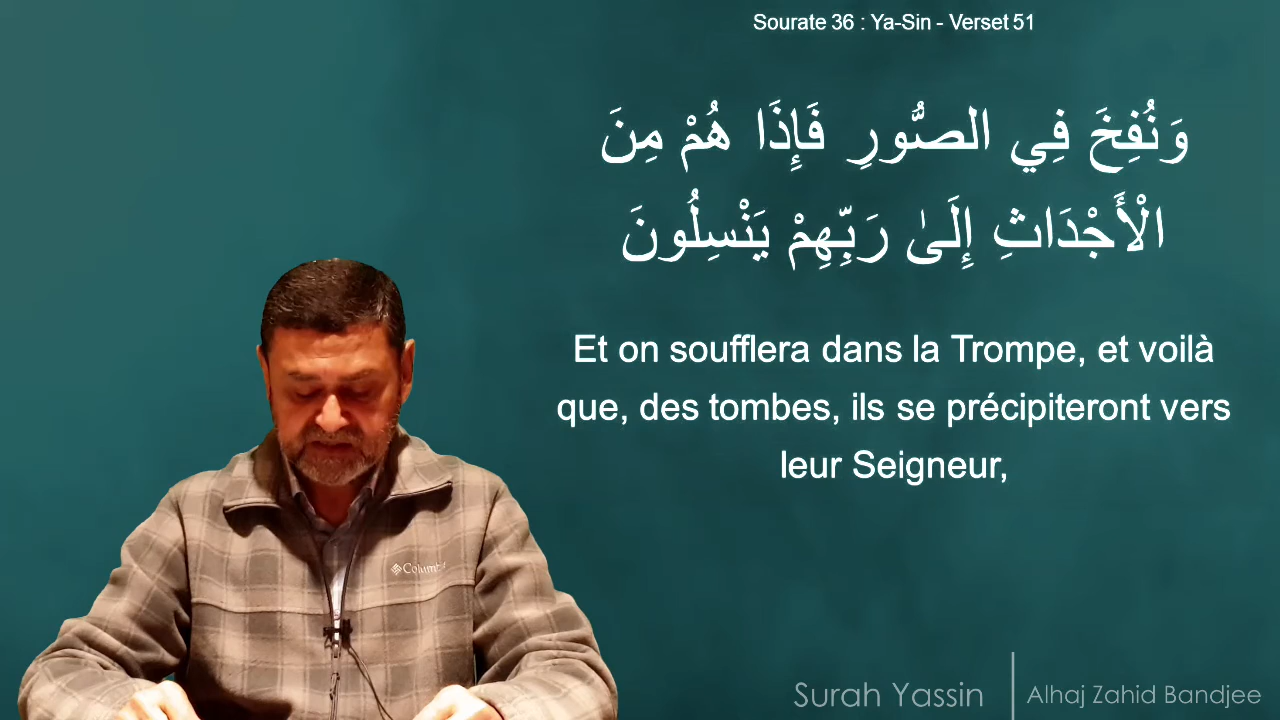 Sourate 36 : Ya-Sin - Verset 51
وَنُفِخَ فِي الصُّورِ فَإِذَا هُمْ مِنَ
الْأَجْدَاثِ إِلَىٰ رَبِّهِمْ يَنْسِلُونَ
Et on soufflera dans la Trompe, et voilà
que, des tombes, ils se précipiteront vers
leur Seigneur,
Surah Yassin
Alhaj Zahid Bandjee